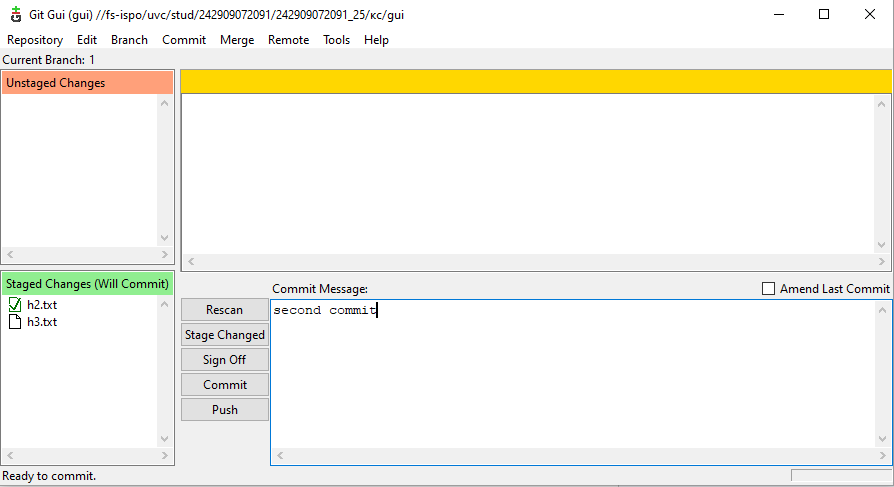 Git Gui (gui) //fs-ispo/uvc/stud/242909072091/242909072091_25/кс/gui
Repository Edit Branch Commit Merge Remote Tools Help
Current Branch: 1
Unstaged Changes
Staged Changes (Will Commit)
h2.txt
h3.txt
Commit Message:
Amend Last Commit
Rescan
Stage Changed
Sign Off
Commit
Push
second commit
Ready to commit.